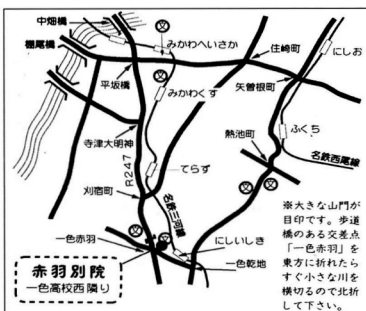 中畑橋
棚尾橋
みかわへいさか
住崎町
にしお
平坂橋
みかわくす
矢曽根町
寺津大明神
ふくち
熱池町
名鉄西尾線
R247
てらず
刈宿町
名鉄三河線
一色赤羽
にしいしき
一色乾地
赤羽別院
一色高校西隣り
※大きな山門が
目印です。歩道
橋のある交差点
「一色赤羽」を
東方に折れたら
すぐ小さな川を
横切るので北折
して下さい。